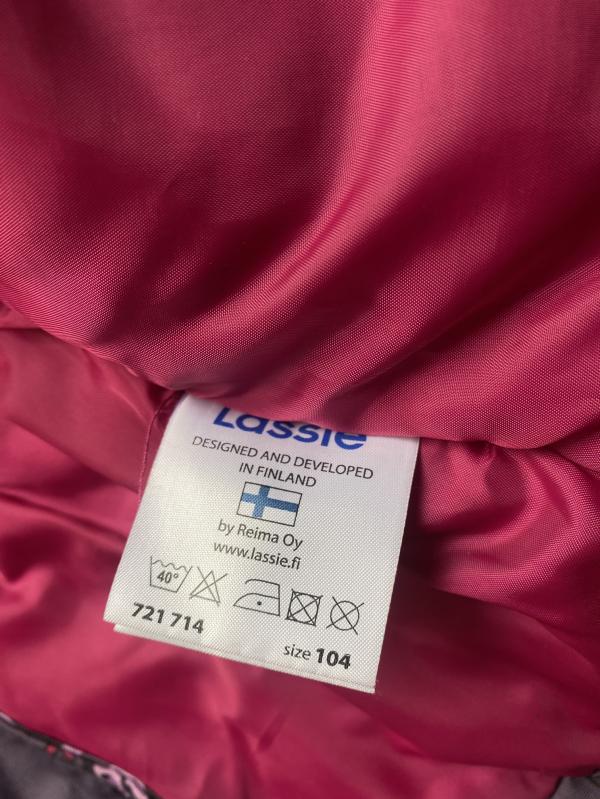 Lassie
DESIGNED AND DEVELOPED
IN FINLAND
by Reima Oy
www.lassie.fi
40°
721 714
size 104